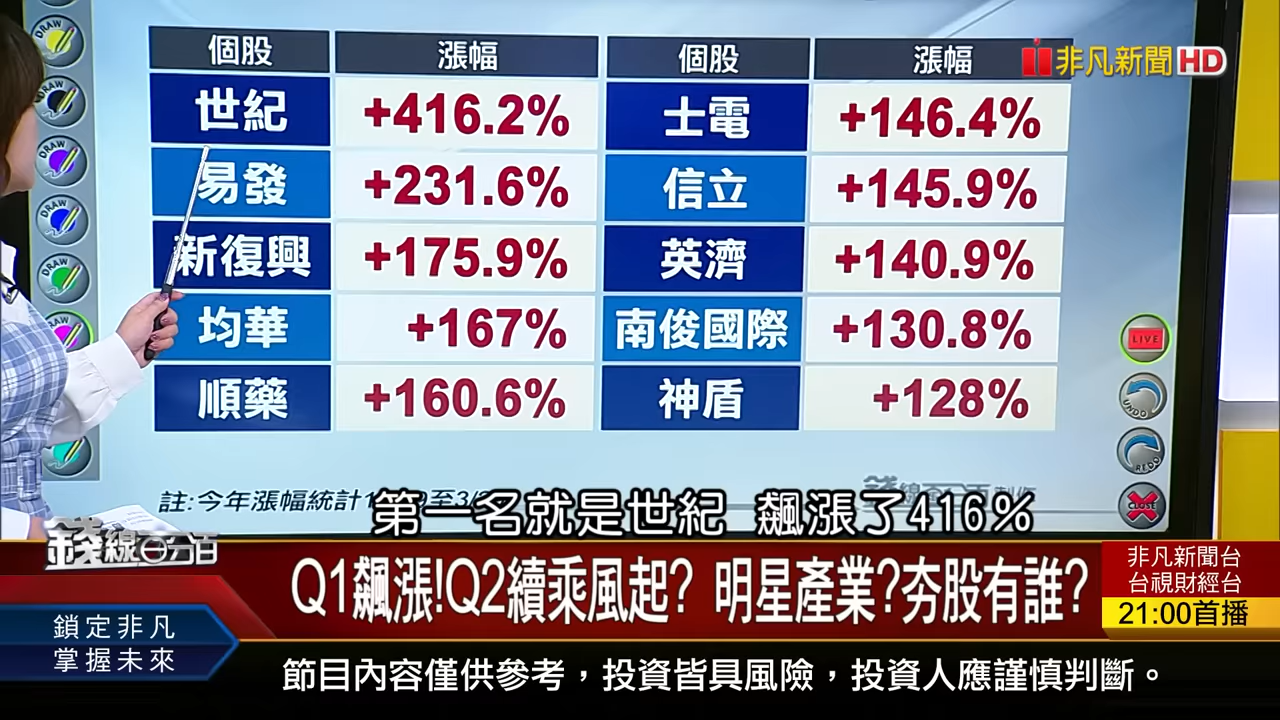 個股 漲幅 個股 漲幅
非凡新聞HD
世紀 +416.2% 士電 +146.4%
易發 +231.6% 信立 +145.9%
新復興 +175.9% 英濟 +140.9%
均華 +167% 南俊國際 +130.8%
順藥 +160.6% 神盾 +128%
DRAW
DRAW
DRAW
DRAW
DRAW
DRAW
LIVE
UNDO
REDO
CLOSE
註:今年漲幅統計
第一名就是世紀 飆漲了416%
錢線百分百
Q1飆漲!Q2續乘風起? 明星產業?夯股有誰?
非凡新聞台
台視財經台
21:00首播
鎖定非凡
掌握未來
節目內容僅供參考，投資皆具風險，投資人應謹慎判斷。